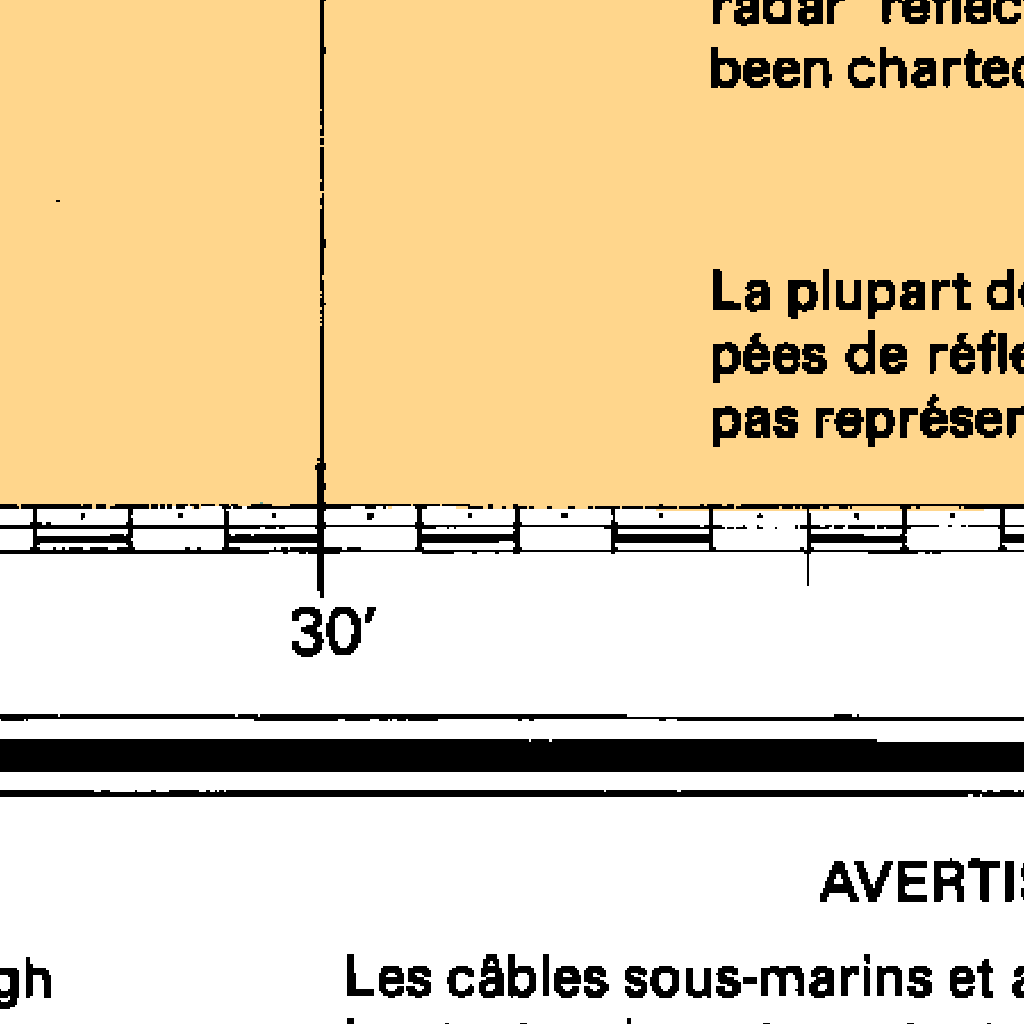 radar reflec
been charted
La plupart de
pées de réfle
pas représen
30′
AVERTIS
gh
Les câbles sous-marins et a